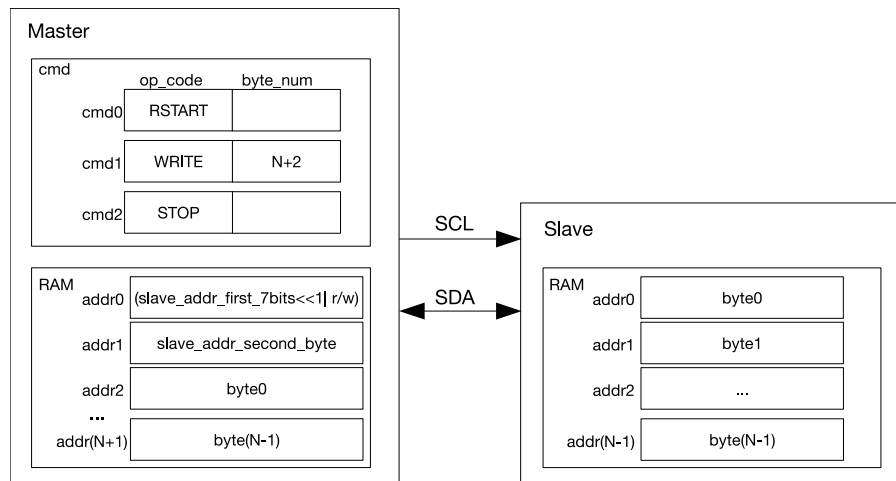 Master
cmd
op_code byte_num
cmd0 RSTART
cmd1 WRITE N+2
cmd2 STOP
RAM
addr0 (slave_addr_first_7bits<<1| r/w)
addr1 slave_addr_second_byte
addr2 byte0
...
addr(N+1) byte(N-1)
SCL
SDA
Slave
RAM
addr0 byte0
addr1 byte1
addr2 ...
addr(N-1) byte(N-1)